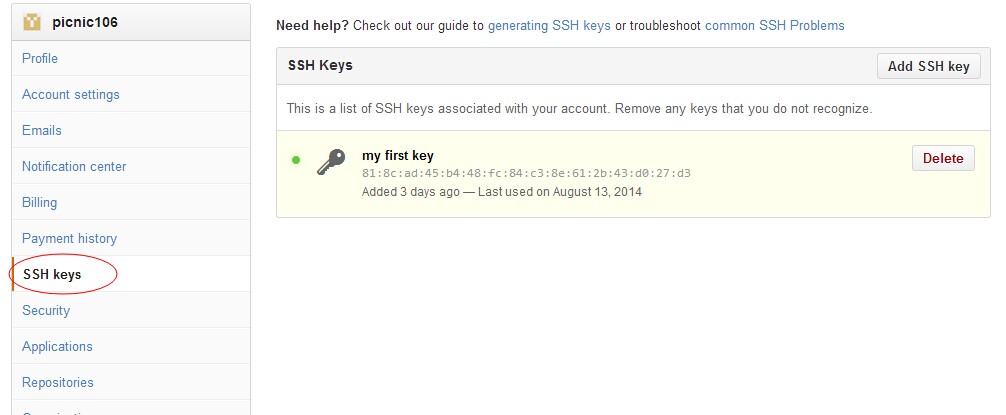 picnic106
Profile
Account settings
Emails
Notification center
Billing
Payment history
SSH keys
Security
Applications
Repositories
Need help? Check out our guide to generating SSH keys or troubleshoot common SSH Problems
SSH Keys
Add SSH key
This is a list of SSH keys associated with your account. Remove any keys that you do not recognize.
my first key
Delete
81:8c:ad:45:b4:48:fc:84:c3:8e:61:2b:43:d0:27:d3
Added 3 days ago — Last used on August 13, 2014